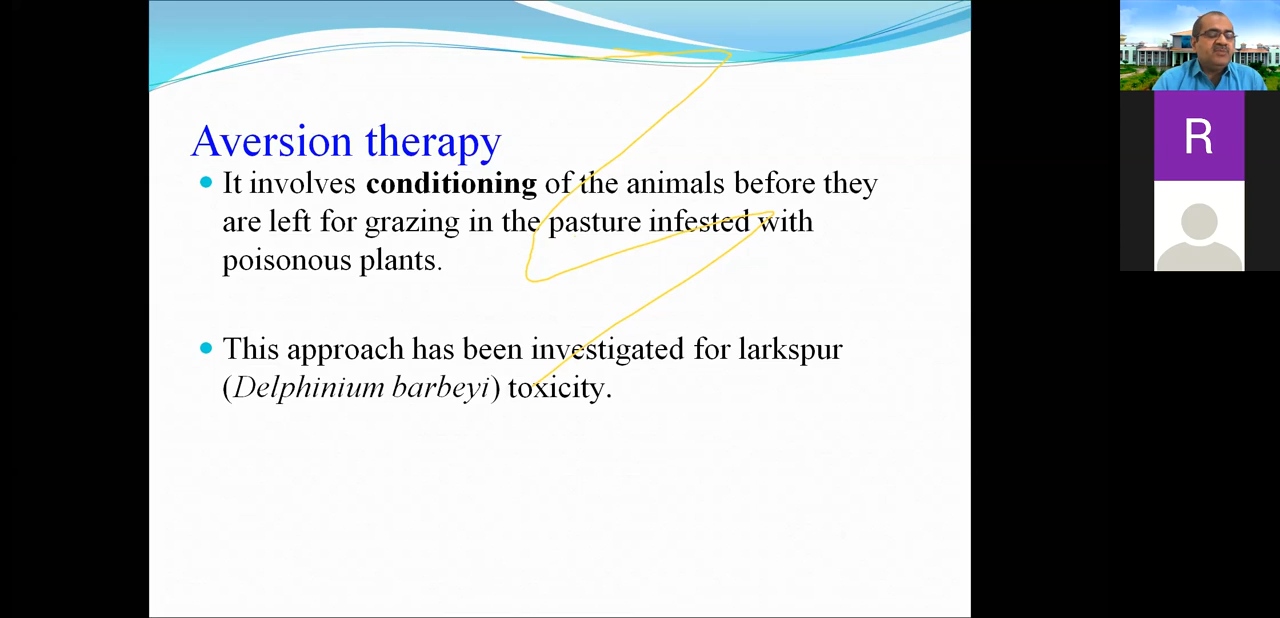 Aversion therapy
It involves conditioning of the animals before they
are left for grazing in the pasture infested with
poisonous plants.
This approach has been investigated for larkspur
(Delphinium barbeyi) toxicity.
R